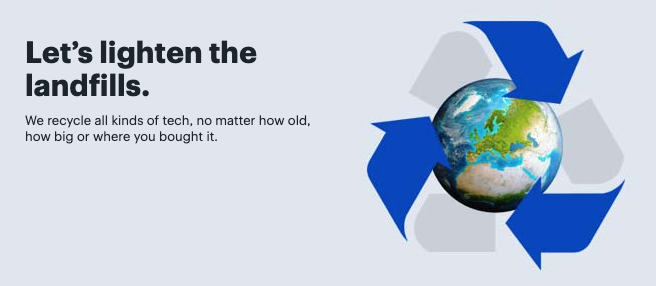 Let’s lighten the
landfills.
We recycle all kinds of tech, no matter how old,
how big or where you bought it.